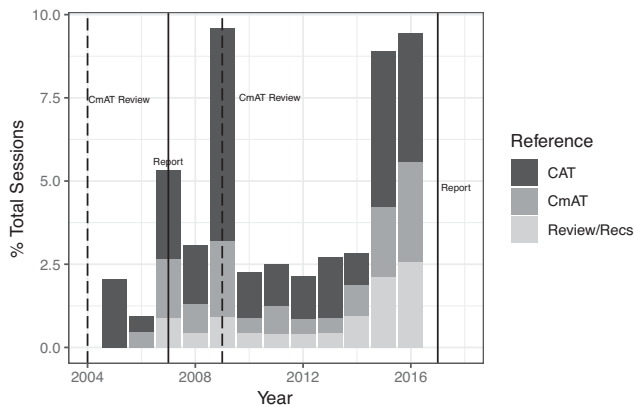 10.0
7.5
5.0
2.5
0.0
% Total Sessions
CmAT Review
Report
CmAT Review
Report
2004
2008
2012
2016
Year
Reference
CAT
CmAT
Review/Recs